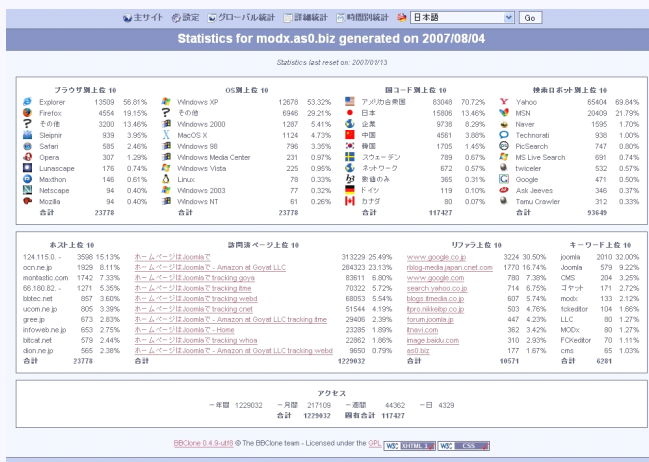 主サイト 設定 グローバル統計 詳細統計 時間別統計 日本語 Go
Statistics for modx.as0.biz generated on 2007/08/04
Statistics last reset on: 2007/01/13
ブラウザ別上位 10 OS別上位 10 国コード別上位 10 検索ロボット別上位 10
Explorer 13509 56.81% Windows XP 12678 53.32% アメリカ合衆国 83048 70.72% Yahoo 65404 69.84%
Firefox 4554 19.15% その他 6946 29.21% 日本 15806 13.46% MSN 20409 21.79%
その他 3200 13.46% Windows 2000 1287 5.41% 企業 9738 8.29% Naver 1595 1.70%
Sleipnir 939 3.95% MacOS X 1124 4.73% 中国 4561 3.88% Technorati 938 1.00%
Safari 585 2.46% Windows 98 796 3.35% 韓国 1705 1.45% PicSearch 747 0.80%
Opera 307 1.29% Windows Media Center 231 0.97% スウェーデン 789 0.67% MS Live Search 691 0.74%
Lunascape 176 0.74% Windows Vista 225 0.95% ネットワーク 672 0.57% twiceler 532 0.57%
Maxthon 146 0.61% Linux 78 0.33% 数値のみ 365 0.31% Google 471 0.50%
Netscape 94 0.40% Windows 2003 77 0.32% ドイツ 119 0.10% Ask Jeeves 346 0.37%
Mozilla 94 0.40% Windows NT 61 0.26% カナダ 80 0.07% Tamu Crawler 312 0.33%
合計 23778 合計 23778 合計 117427 合計 93649
ホスト上位 10 訪問済ページ上位 10 リファラ上位 10 キーワード上位 10
124.115.0. - 3598 15.13% ホームページはJoomlaで 313229 25.49% www.google.co.jp 3224 30.50% joomla 2010 32.00%
ocn.ne.jp 1929 8.11% ホームページはJoomlaで - Amazon at Goyat LLC 284323 23.13% rblog-media.japan.cnet.com 1770 16.74% Joomla 579 9.22%
montastic.com 1742 7.33% ホームページはJoomlaで tracking goya 83611 6.80% www.google.com 780 7.38% CMS 204 3.25%
66.180.82. - 1271 5.35% ホームページはJoomlaで tracking itme 70322 5.72% search.yahoo.co.jp 714 6.75% ゴヤット 171 2.72%
bbtec.net 857 3.60% ホームページはJoomlaで tracking webd 68053 5.54% blogs.itmedia.co.jp 607 5.74% modx 133 2.12%
ucom.ne.jp 805 3.39% ホームページはJoomlaで tracking cnet 51544 4.19% itpro.nikkeibp.co.jp 503 4.76% fckeditor 104 1.66%
gree.jp 673 2.83% ホームページはJoomlaで - Amazon at Goyat LLC tracking itme 29406 2.39% forum.joomla.jp 447 4.23% LLC 80 1.27%
infoweb.ne.jp 653 2.75% ホームページはJoomlaで - Home 23285 1.89% itnavi.com 362 3.42% MODx 80 1.27%
bitcat.net 579 2.44% ホームページはJoomlaで tracking whoa 22862 1.86% image.baidu.com 310 2.93% FCKeditor 70 1.11%
dion.ne.jp 565 2.38% ホームページはJoomlaで - Amazon at Goyat LLC tracking webd 9650 0.79% as0.biz 177 1.67% cms 65 1.03%
合計 23778 合計 1229032 合計 10571 合計 6281
アクセス
一年間 1229032 一月間 217109 一週間 44362 一日 4329
合計 1229032 固有合計 117427
BBClone 0.4.9-utf8 © The BBClone team - Licensed under the GPL W3C XHTML 1.1 W3C CSS